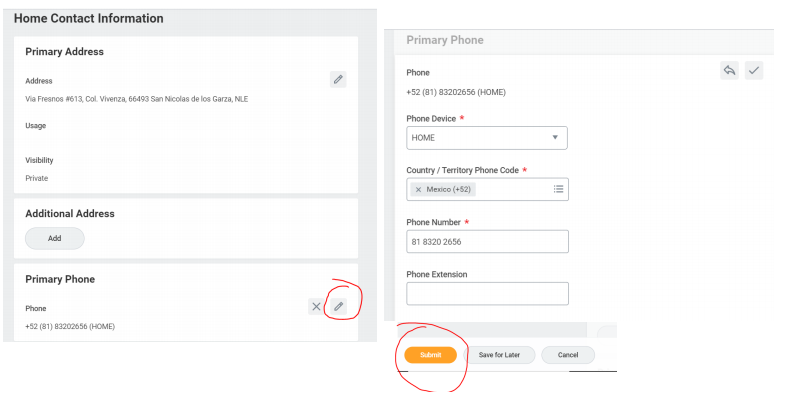 Home Contact Information
Primary Address
Address
Via Fresnos #613, Col. Vivenza, 66493 San Nicolas de los Garza, NLE
Usage
Visibility
Private
Additional Address
Add
Primary Phone
Phone
+52 (81) 83202656 (HOME)
Primary Phone
Phone
+52 (81) 83202656 (HOME)
Phone Device *
HOME
Country / Territory Phone Code *
× Mexico (+52)
Phone Number *
81 8320 2656
Phone Extension
Submit
Save for Later
Cancel